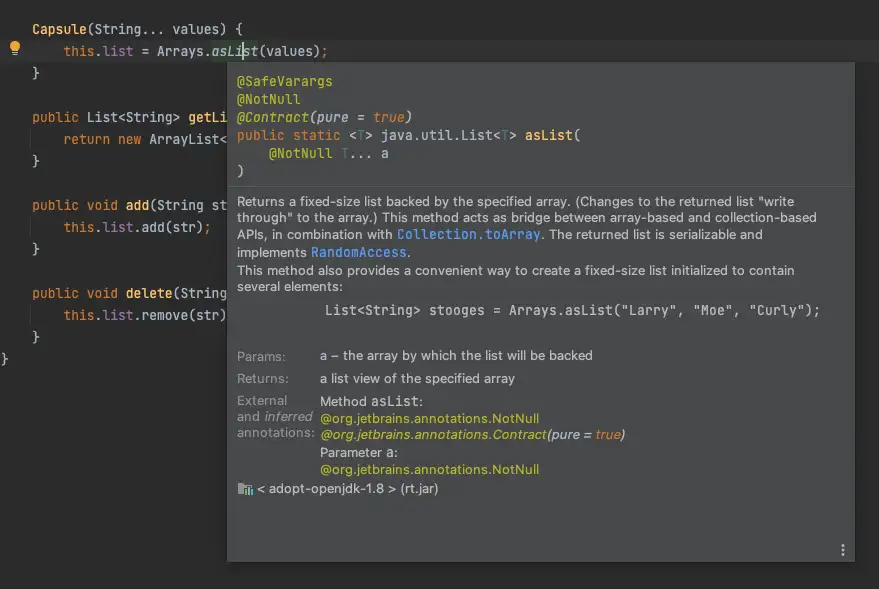 Capsule(String... values) {
this.list = Arrays.asList(values);
}
public List<String> getLi
return new ArrayList<
}
public void add(String st
this.list.add(str);
}
public void delete(String
this.list.remove(str)
}
}
@SafeVarargs
@NotNull
@Contract(pure = true)
public static <T> java.util.List<T> asList(
@NotNull T... a
)
Returns a fixed-size list backed by the specified array. (Changes to the returned list "write
through" to the array.) This method acts as bridge between array-based and collection-based
APIs, in combination with Collection.toArray. The returned list is serializable and
implements RandomAccess.
This method also provides a convenient way to create a fixed-size list initialized to contain
several elements:
List<String> stooges = Arrays.asList("Larry", "Moe", "Curly");
Params: a – the array by which the list will be backed
Returns: a list view of the specified array
External
and inferred
annotations:
Method asList:
@org.jetbrains.annotations.NotNull
@org.jetbrains.annotations.Contract(pure = true)
Parameter a:
@org.jetbrains.annotations.NotNull
< adopt-openjdk-1.8 > (rt.jar)